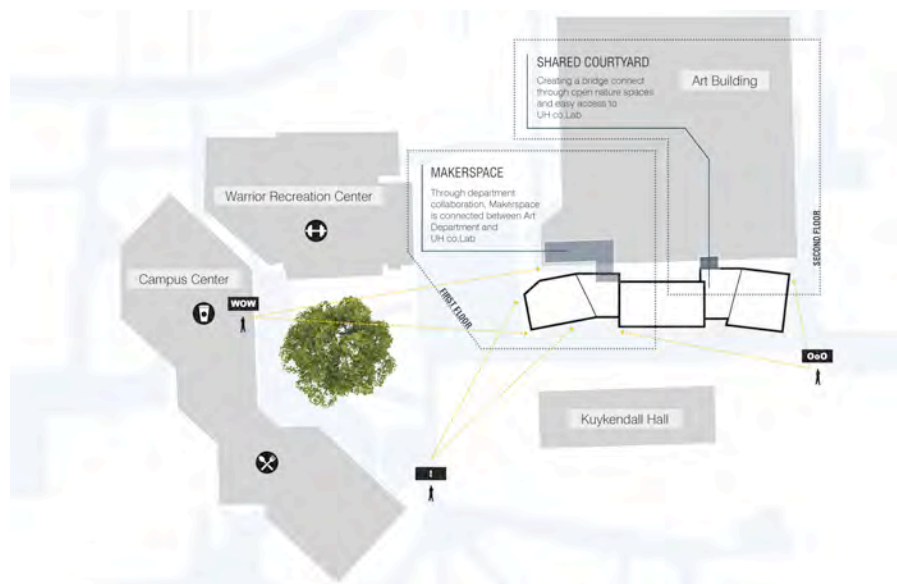 SHARED COURTYARD
Creating a bridge connect
through open nature spaces
and easy access to
UH co.Lab
Art Building
MAKERSPACE
Through department
collaboration, Makerspace
is connected between Art
Department and
UH co.Lab
Warrior Recreation Center
Campus Center
WOW
FIRST FLOOR
SECOND FLOOR
OoO
Kuykendall Hall
!